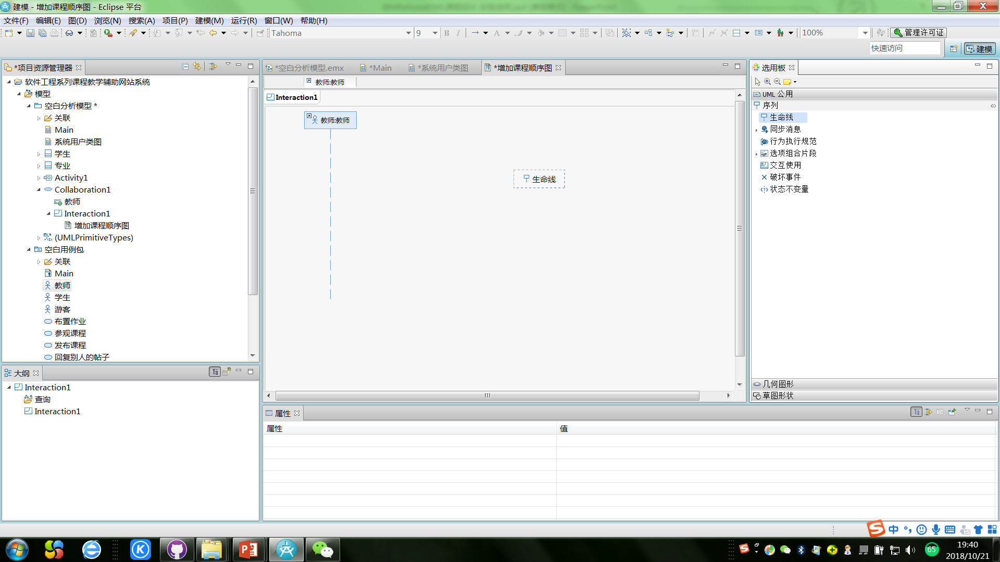 建模 - 增加课程顺序图 - Eclipse 平台
文件(F) 编辑(E) 图(D) 浏览(N) 搜索(A) 项目(P) 建模(M) 运行(R) 窗口(W) 帮助(H)
Tahoma 9 B I A 100% 管理许可证
快速访问 建模
*项目资源管理器
软件工程系列课程教学辅助网站系统
模型
空白分析模型 *
关联
Main
系统用户类图
学生
专业
Activity1
Collaboration1
教师
Interaction1
增加课程顺序图
(UMLPrimitiveTypes)
空白用例包
关联
Main
教师
学生
游客
布置作业
参观课程
发布课程
回复别人的帖子
大纲
Interaction1
查询
Interaction1
*空白分析模型.emx *Main *系统用户类图 *增加课程顺序图
教师:教师
Interaction1
教师:教师
生命线
属性
属性 值
选用板
UML 公用
序列
生命线
同步消息
行为执行规范
opt 选项组合片段
交互使用
破坏事件
状态不变量
几何图形
草图形状
中
65
19:40
2018/10/21